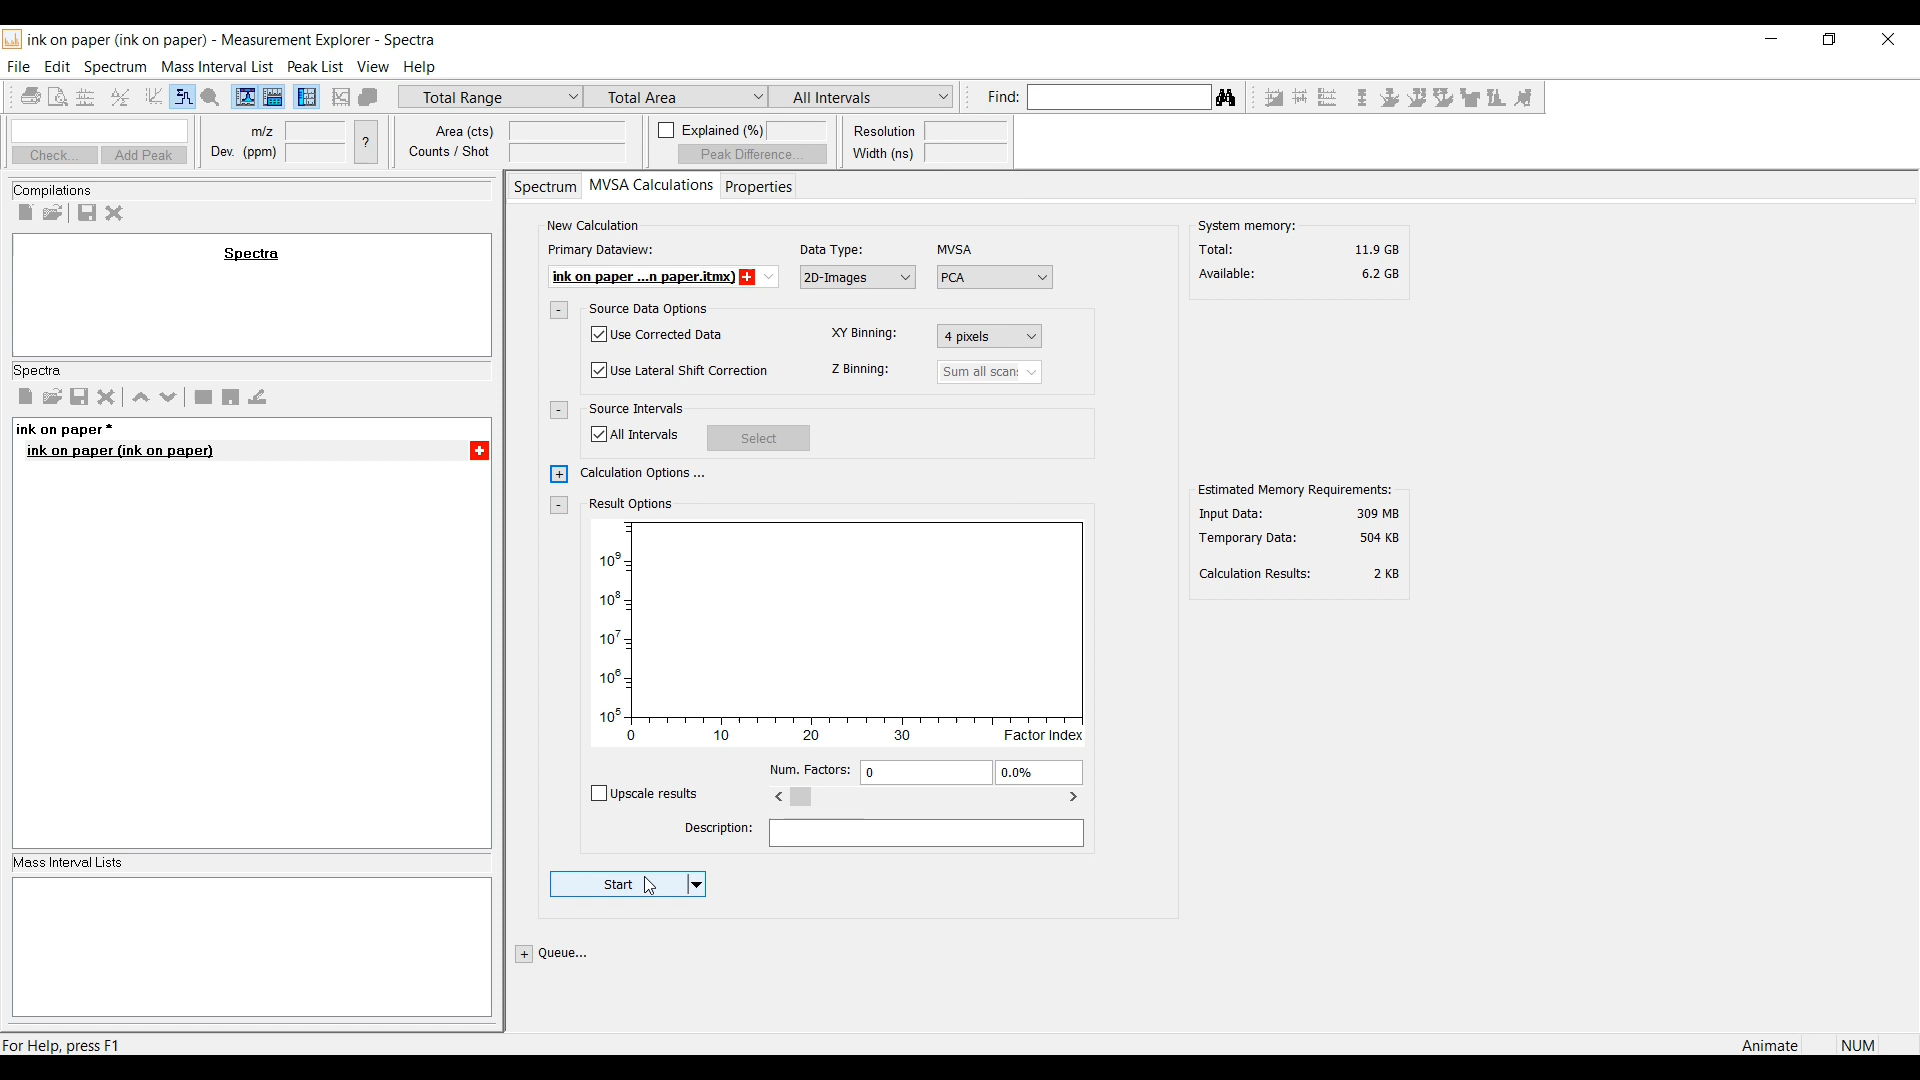 ink on paper (ink on paper) - Measurement Explorer - Spectra
File Edit Spectrum Mass Interval List Peak List View Help
Total Range Total Area All Intervals Find:
m/z Area (cts) Explained (%) Resolution
Check... Add Peak Dev. (ppm) ? Counts / Shot Peak Difference... Width (ns)
Compilations
Spectra
Spectra
ink on paper *
ink on paper (ink on paper) +
Mass Interval Lists
Spectrum MVSA Calculations Properties
New Calculation
Primary Dataview: Data Type: MVSA
ink on paper ...n paper.itmx) + 2D-Images PCA
- Source Data Options
Use Corrected Data XY Binning: 4 pixels
Use Lateral Shift Correction Z Binning: Sum all scans
- Source Intervals
All Intervals Select
+ Calculation Options ...
- Result Options
10⁹
10⁸
10⁷
10⁶
10⁵
0 10 20 30 Factor Index
Num. Factors: 0 0.0%
Upscale results
Description:
Start
+ Queue...
System memory:
Total: 11.9 GB
Available: 6.2 GB
Estimated Memory Requirements:
Input Data: 309 MB
Temporary Data: 504 KB
Calculation Results: 2 KB
For Help, press F1 Animate NUM